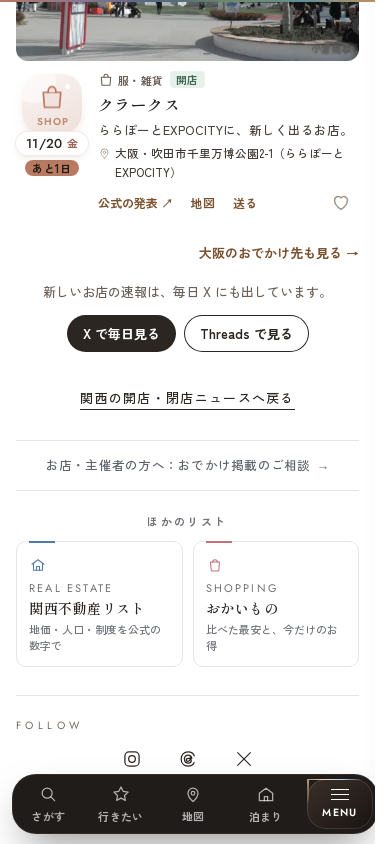 服・雑貨 開店
クラークス
SHOP
11/20 金
あと1日
ららぽーとEXPOCITYに、新しく出るお店。
大阪・吹田市千里万博公園2-1（ららぽーと
EXPOCITY）
公式の発表 ↗ 地図 送る
大阪のおでかけ先も見る →
新しいお店の速報は、毎日 X にも出しています。
X で毎日見る Threads で見る
関西の開店・閉店ニュースへ戻る
お店・主催者の方へ：おでかけ掲載のご相談 →
ほかのリスト
REAL ESTATE
関西不動産リスト
地価・人口・制度を公式の
数字で
SHOPPING
おかいもの
比べた最安と、今だけのお
得
FOLLOW
さがす 行きたい 地図 泊まり MENU